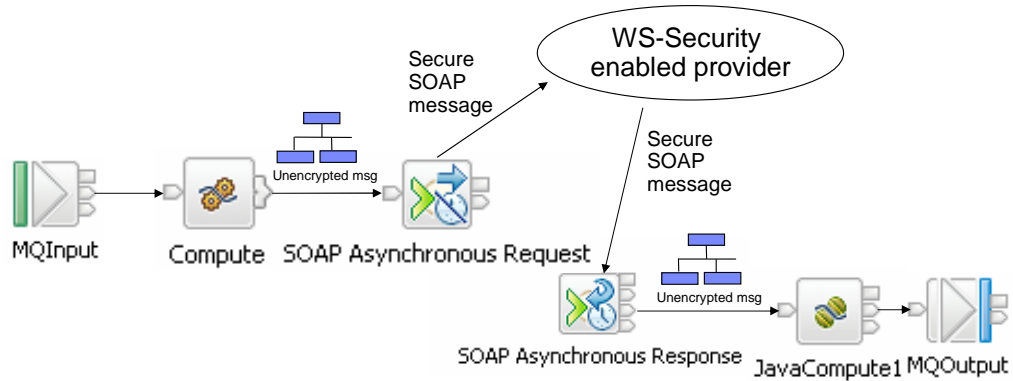 WS-Security
enabled provider
Secure
SOAP
message
Secure
SOAP
message
Unencrypted msg
MQInput
Compute
SOAP Asynchronous Request
Unencrypted msg
SOAP Asynchronous Response
JavaCompute1
MQOutput